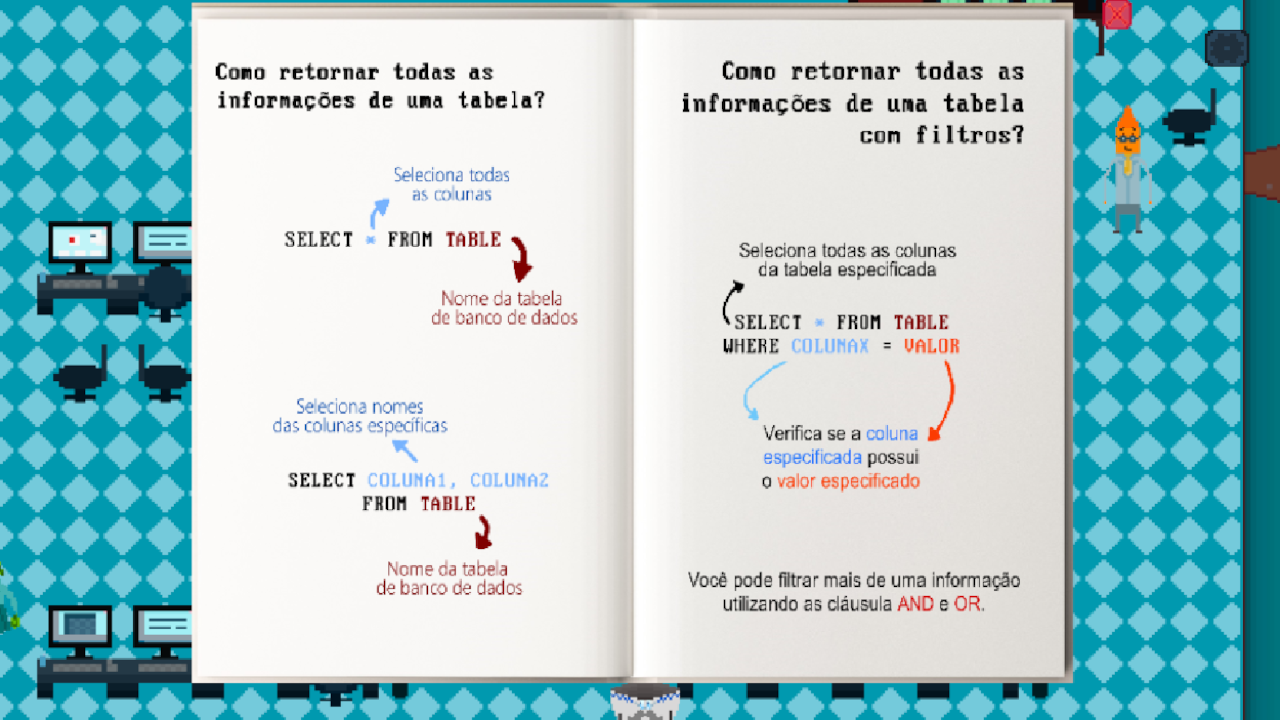 Como retornar todas as
informações de uma tabela?
Seleciona todas
as colunas
SELECT * FROM TABLE
Nome da tabela
de banco de dados
Seleciona nomes
das colunas específicas
SELECT COLUNA1, COLUNA2
FROM TABLE
Nome da tabela
de banco de dados
Como retornar todas as
informações de uma tabela
com filtros?
Seleciona todas as colunas
da tabela especificada
SELECT * FROM TABLE
WHERE COLUNAX = VALOR
Verifica se a coluna
especificada possui
o valor especificado
Você pode filtrar mais de uma informação
utilizando as cláusula AND e OR.